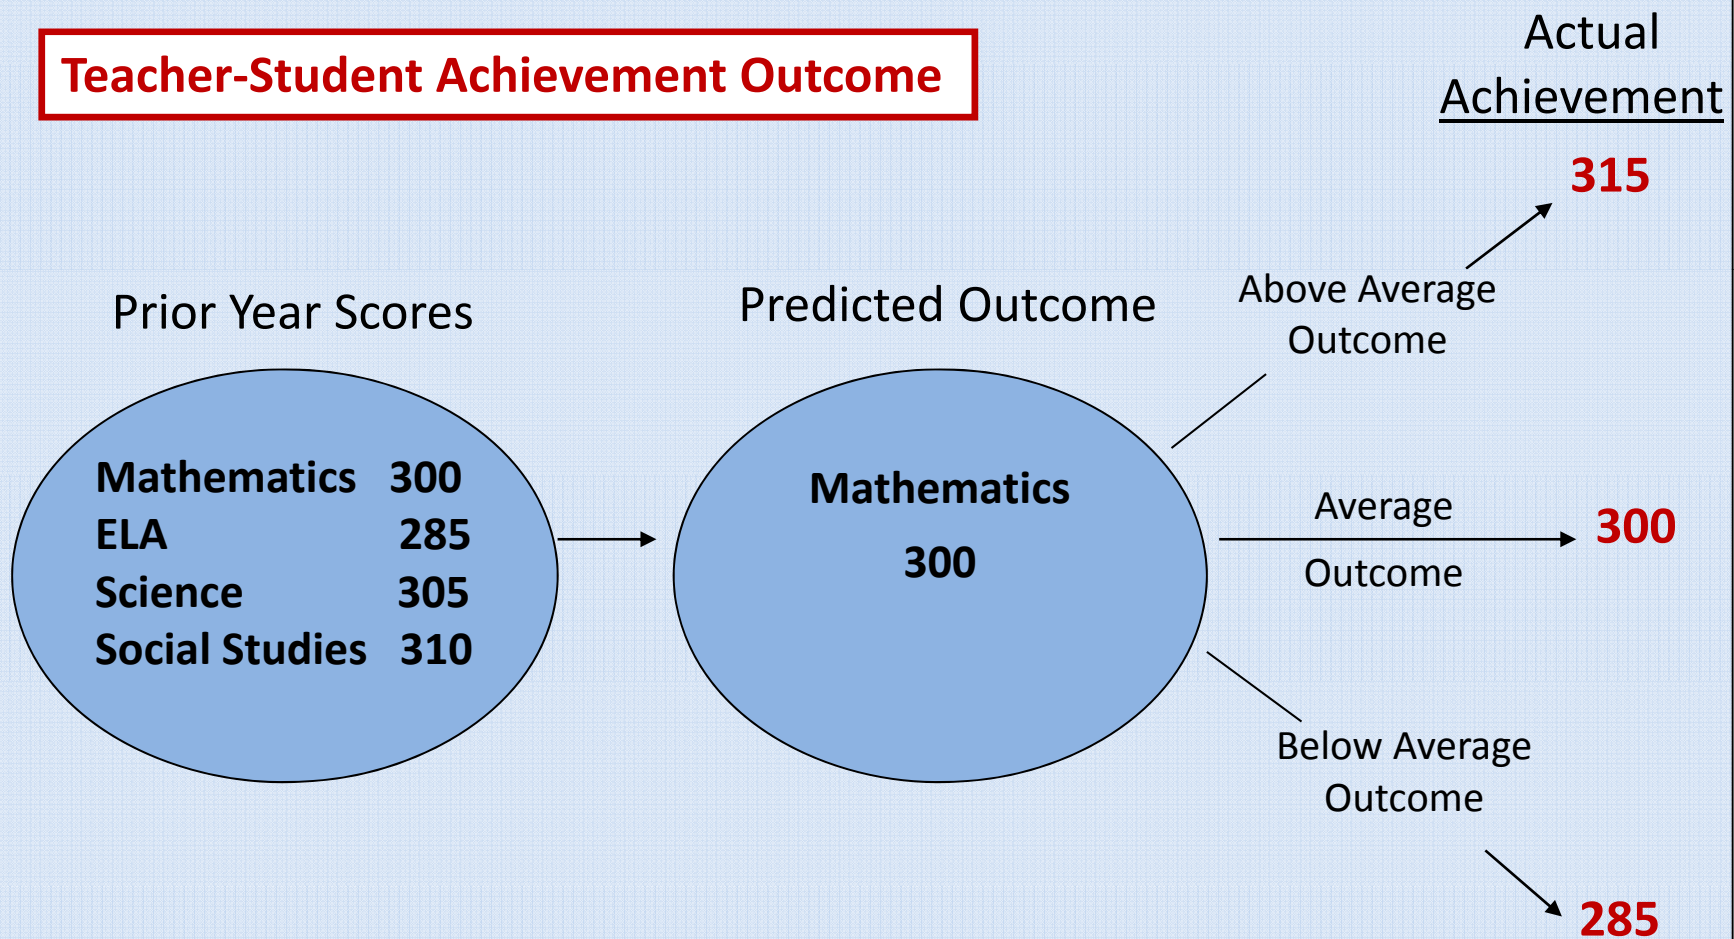 Teacher-Student Achievement Outcome
Actual
Achievement
315
Prior Year Scores
Predicted Outcome
Above Average
Outcome
Mathematics 300
ELA 285
Science 305
Social Studies 310
Mathematics
300
Average
Outcome
300
Below Average
Outcome
285